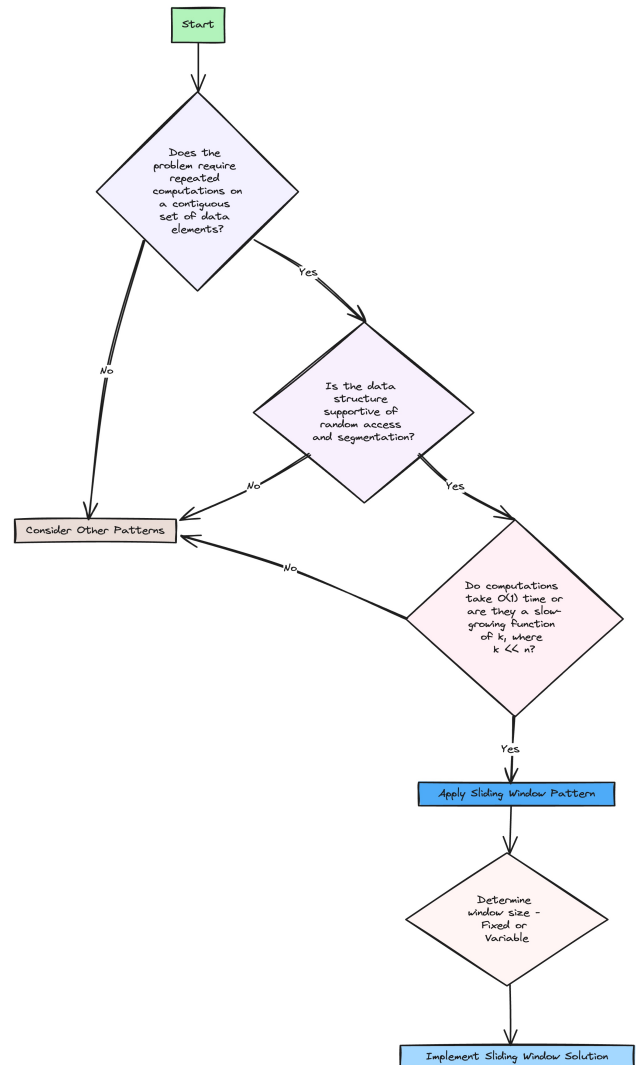 Start
Does the
problem require
repeated
computations on
a contiguous
set of data
elements?
Yes
No
Is the data
structure
supportive of
random access
and segmentation?
No
Yes
Consider Other Patterns
No
Do computations
take O(1) time or
are they a slow-
growing function
of k, where
k << n?
Yes
Apply Sliding Window Pattern
Determine
window size -
Fixed or
Variable
Implement Sliding Window Solution